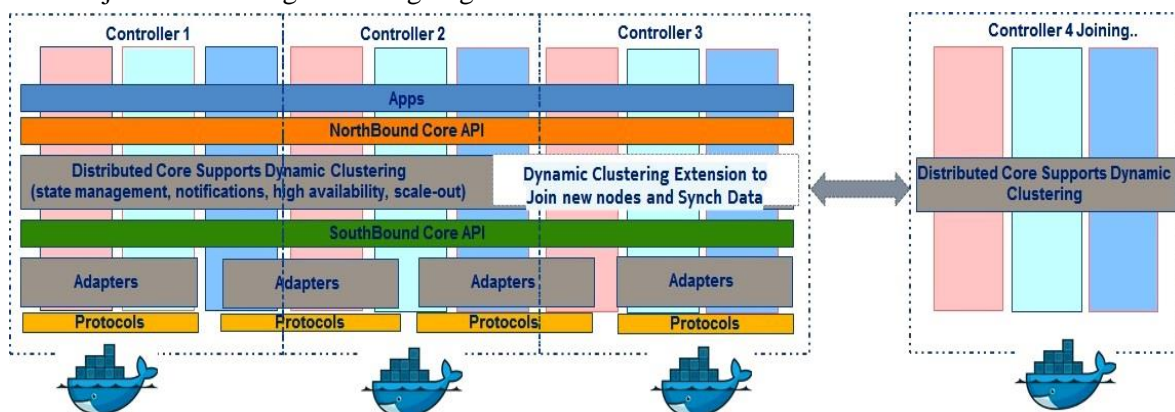 Controller 1
Controller 2
Controller 3
Controller 4 Joining..
Apps
NorthBound Core API
Distributed Core Supports Dynamic Clustering
(state management, notifications, high availability, scale-out)
Dynamic Clustering Extension to
Join new nodes and Synch Data
Distributed Core Supports Dynamic
Clustering
SouthBound Core API
Adapters
Adapters
Adapters
Adapters
Protocols
Protocols
Protocols
Protocols